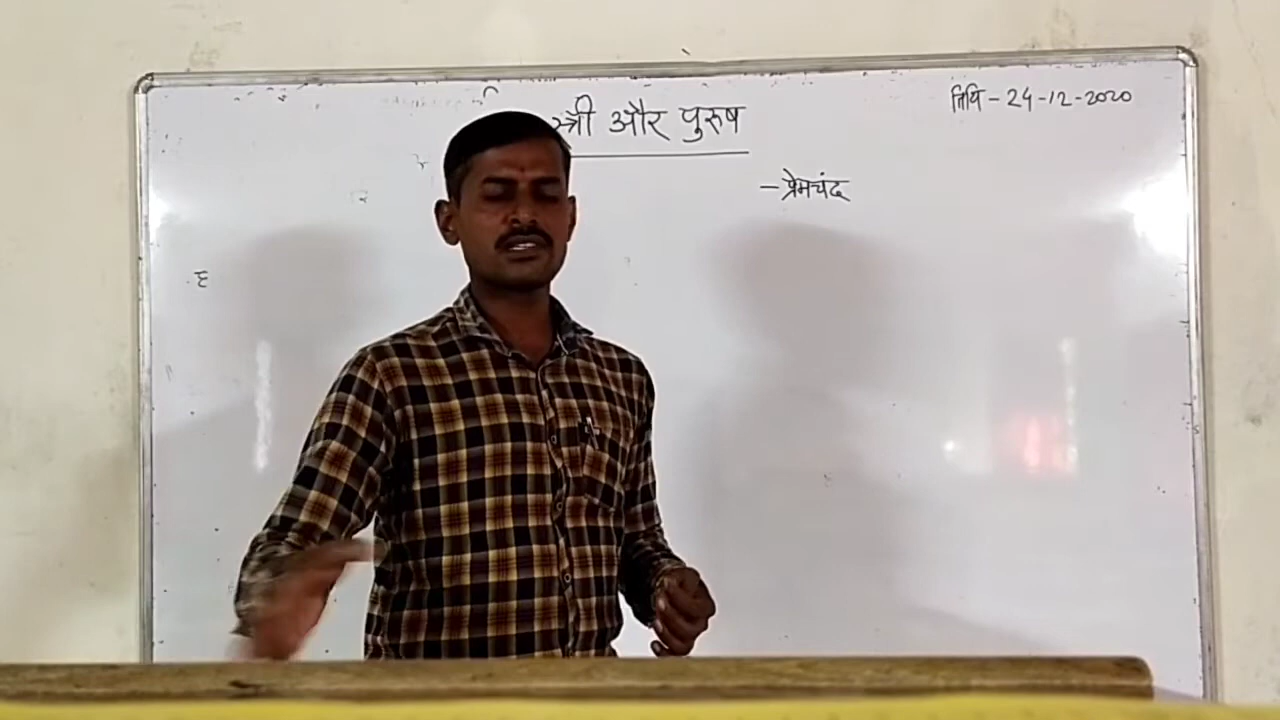 तिथि - 24-12-2020
स्त्री और पुरुष
- प्रेमचंद
ह